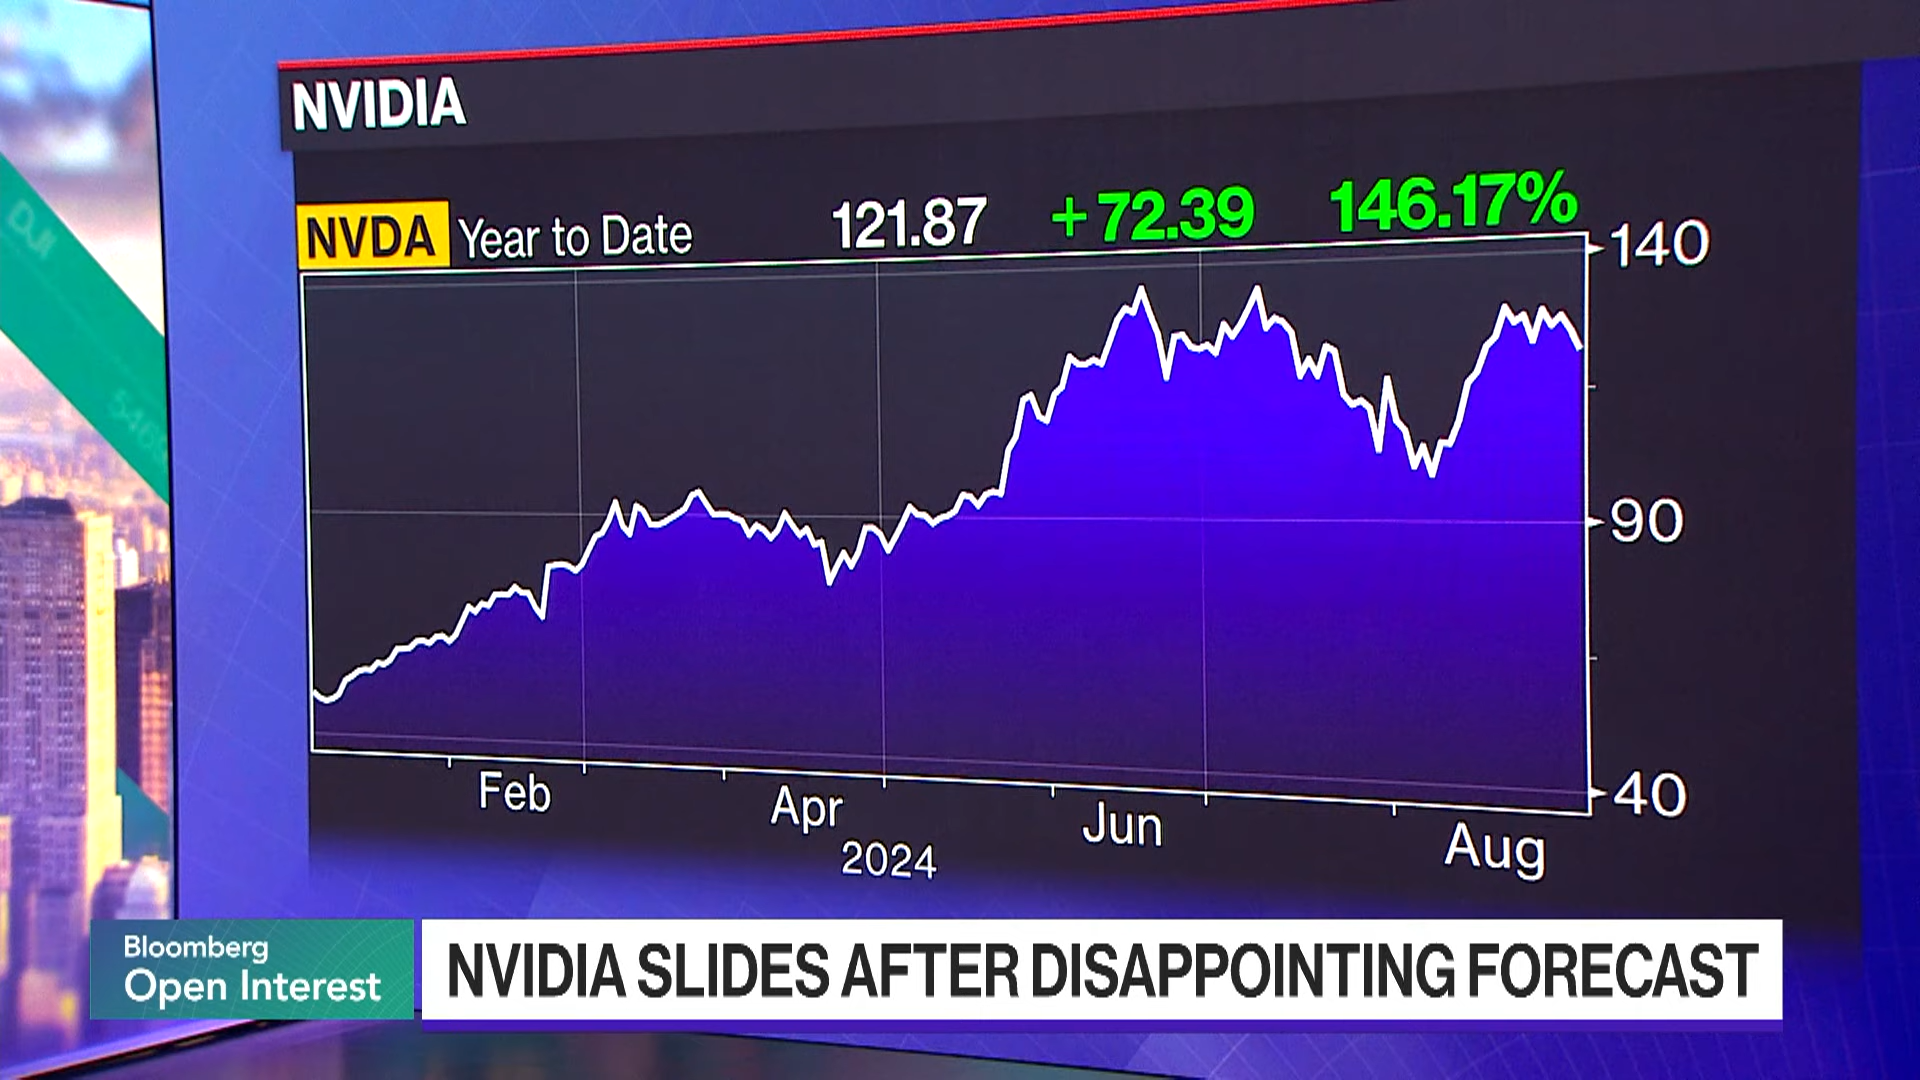 NVIDIA
NVDA Year to Date 121.87 +72.39 146.17%
140
90
40
Feb Apr Jun Aug
2024
DJI
Bloomberg
Open Interest
NVIDIA SLIDES AFTER DISAPPOINTING FORECAST